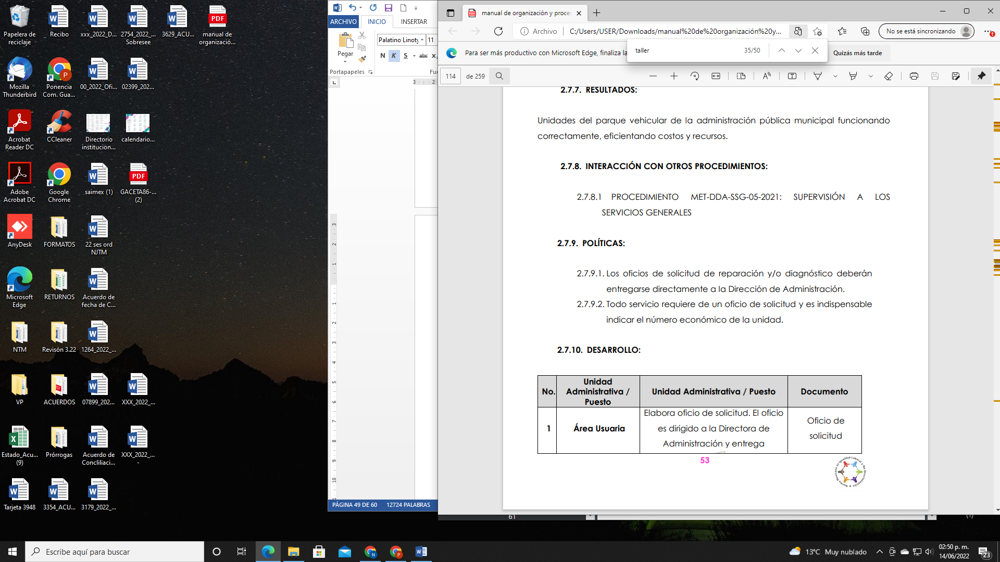 Papelera de reciclaje
Recibo
xxx_2022_D...
2754_2022_... Sobresee
3629_ACU...
PDF
manual de organizació...
Mozilla Thunderbird
Ponencia Com. Gua...
00_2022_Ofi...
02399_202...
Acrobat Reader DC
CCleaner
Directorio institucion...
calendario...
Adobe Acrobat DC
Google Chrome
saimex (1)
PDF
GACETA86-... (2)
AnyDesk
FORMATOS
22 ses ord NJTM
Microsoft Edge
RETURNOS
Acuerdo de fecha de C...
NTM
Revisón 3.22
1264_2022_...
VP
ACUERDOS
07899_202...
XXX_2022_...
Estado_Acu... (9)
Prórrogas
Acuerdo de Concliliaci...
XXX_2022_... -
Tarjeta 3948
3354_ACU...
3179_2022_...
ARCHIVO
INICIO
INSERTAR
Pegar
Palatino Linoty
11
N K S abc x
Portapapeles
Fue
PÁGINA 49 DE 60
12724 PALABRAS
manual de organización y proced
Archivo
C:/Users/USER/Downloads/manual%20de%20organización%20y...
No se está sincronizando
Para ser más productivo con Microsoft Edge, finaliza la
taller
35/50
Quizás más tarde
114
de 259
2.7.7. RESULTADOS:
Unidades del parque vehicular de la administración pública municipal funcionando
correctamente, eficientando costos y recursos.
2.7.8. INTERACCIÓN CON OTROS PROCEDIMIENTOS:
2.7.8.1 PROCEDIMIENTO MET-DDA-SSG-05-2021: SUPERVISIÓN A LOS
SERVICIOS GENERALES
2.7.9. POLÍTICAS:
2.7.9.1. Los oficios de solicitud de reparación y/o diagnóstico deberán
entregarse directamente a la Dirección de Administración.
2.7.9.2. Todo servicio requiere de un oficio de solicitud y es indispensable
indicar el número económico de la unidad.
2.7.10. DESARROLLO:
No.
Unidad Administrativa / Puesto
Unidad Administrativa / Puesto
Documento
1
Área Usuaria
Elabora oficio de solicitud. El oficio
es dirigido a la Directora de
Administración y entrega
Oficio de
solicitud
53
Norma Mexicana en Igualdad Laboral y No Discriminación
61
(1)
Escribe aquí para buscar
13°C Muy nublado
02:50 p. m.
14/06/2022
23